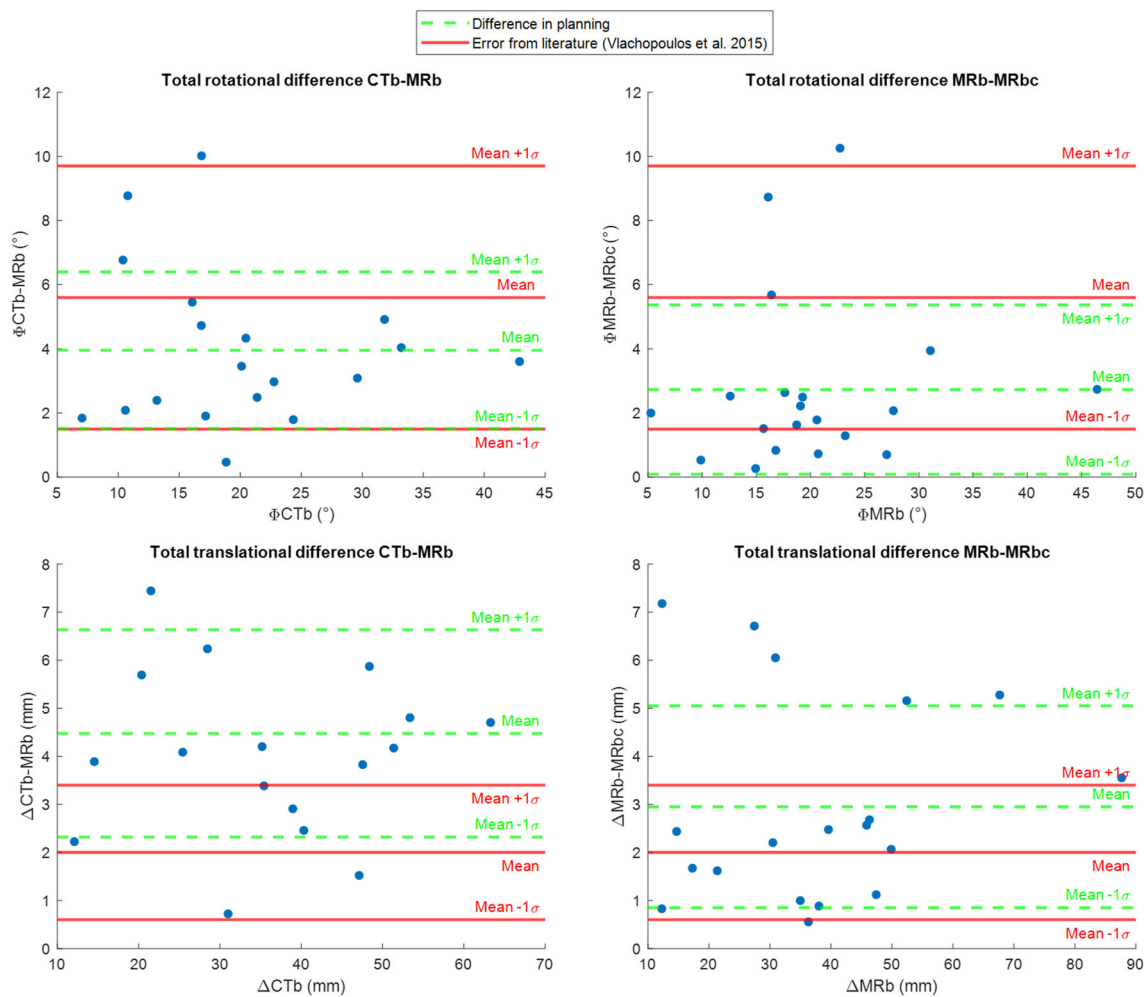 Difference in planning
Error from literature (Vlachopoulos et al. 2015)
Total rotational difference CTb-MRb
12
10
8
6
4
2
0
ΦCTb-MRb (°)
Mean +1σ
Mean +1σ
Mean
Mean
Mean -1σ
Mean -1σ
5 10 15 20 25 30 35 40 45
ΦCTb (°)
Total rotational difference MRb-MRbc
12
10
8
6
4
2
0
ΦMRb-MRbc (°)
Mean +1σ
Mean
Mean +1σ
Mean
Mean -1σ
Mean -1σ
5 10 15 20 25 30 35 40 45 50
ΦMRb (°)
Total translational difference CTb-MRb
8
7
6
5
4
3
2
1
0
ΔCTb-MRb (mm)
Mean +1σ
Mean
Mean +1σ
Mean -1σ
Mean
Mean -1σ
10 20 30 40 50 60 70
ΔCTb (mm)
Total translational difference MRb-MRbc
8
7
6
5
4
3
2
1
0
ΔMRb-MRbc (mm)
Mean +1σ
Mean +1σ
Mean
Mean
Mean -1σ
Mean -1σ
10 20 30 40 50 60 70 80 90
ΔMRb (mm)